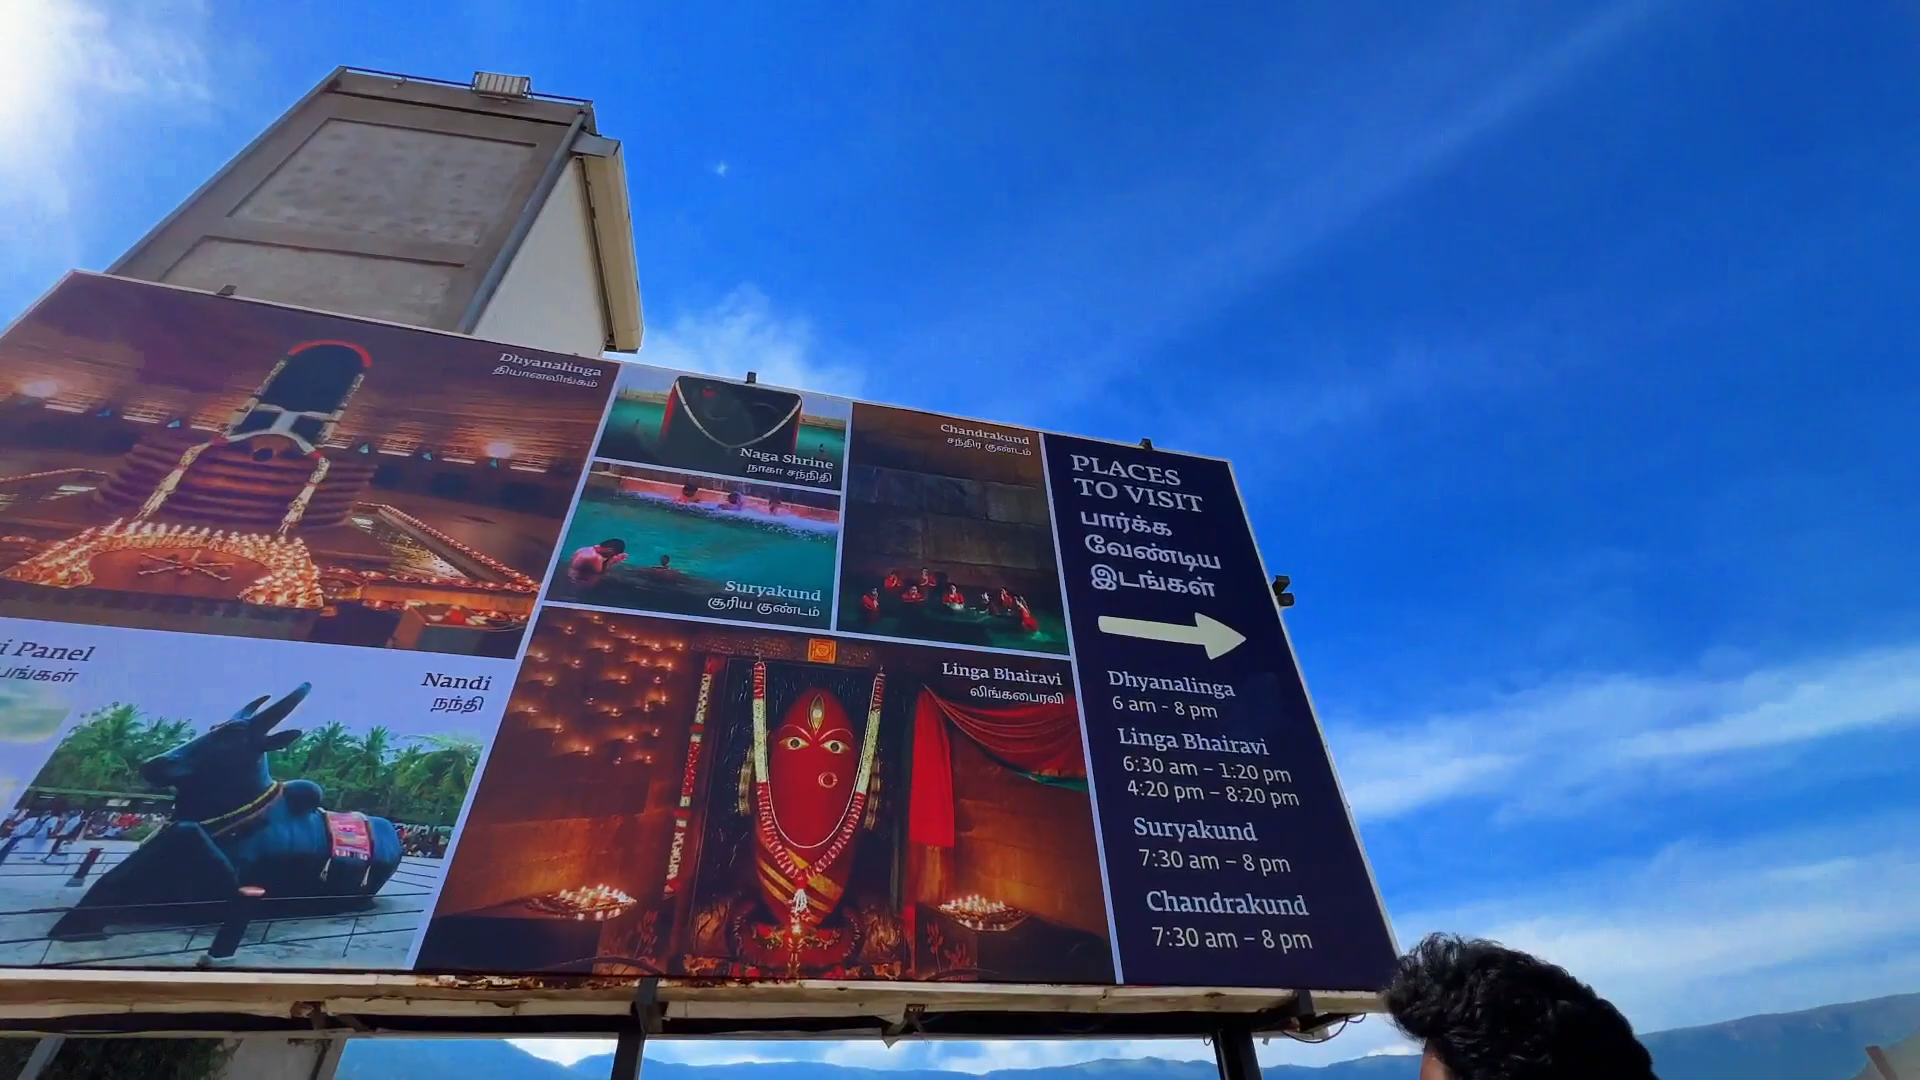 Dhyanalinga
தியானலிங்கம்
Naga Shrine
நாகா சந்நிதி
Suryakund
சூரிய குண்டம்
Chandrakund
சந்திர குண்டம்
i Panel
பங்கள்
Nandi
நந்தி
Linga Bhairavi
லிங்கபைரவி
PLACES
TO VISIT
பார்க்க
வேண்டிய
இடங்கள்
Dhyanalinga
6 am - 8 pm
Linga Bhairavi
6:30 am – 1:20 pm
4:20 pm – 8:20 pm
Suryakund
7:30 am – 8 pm
Chandrakund
7:30 am – 8 pm